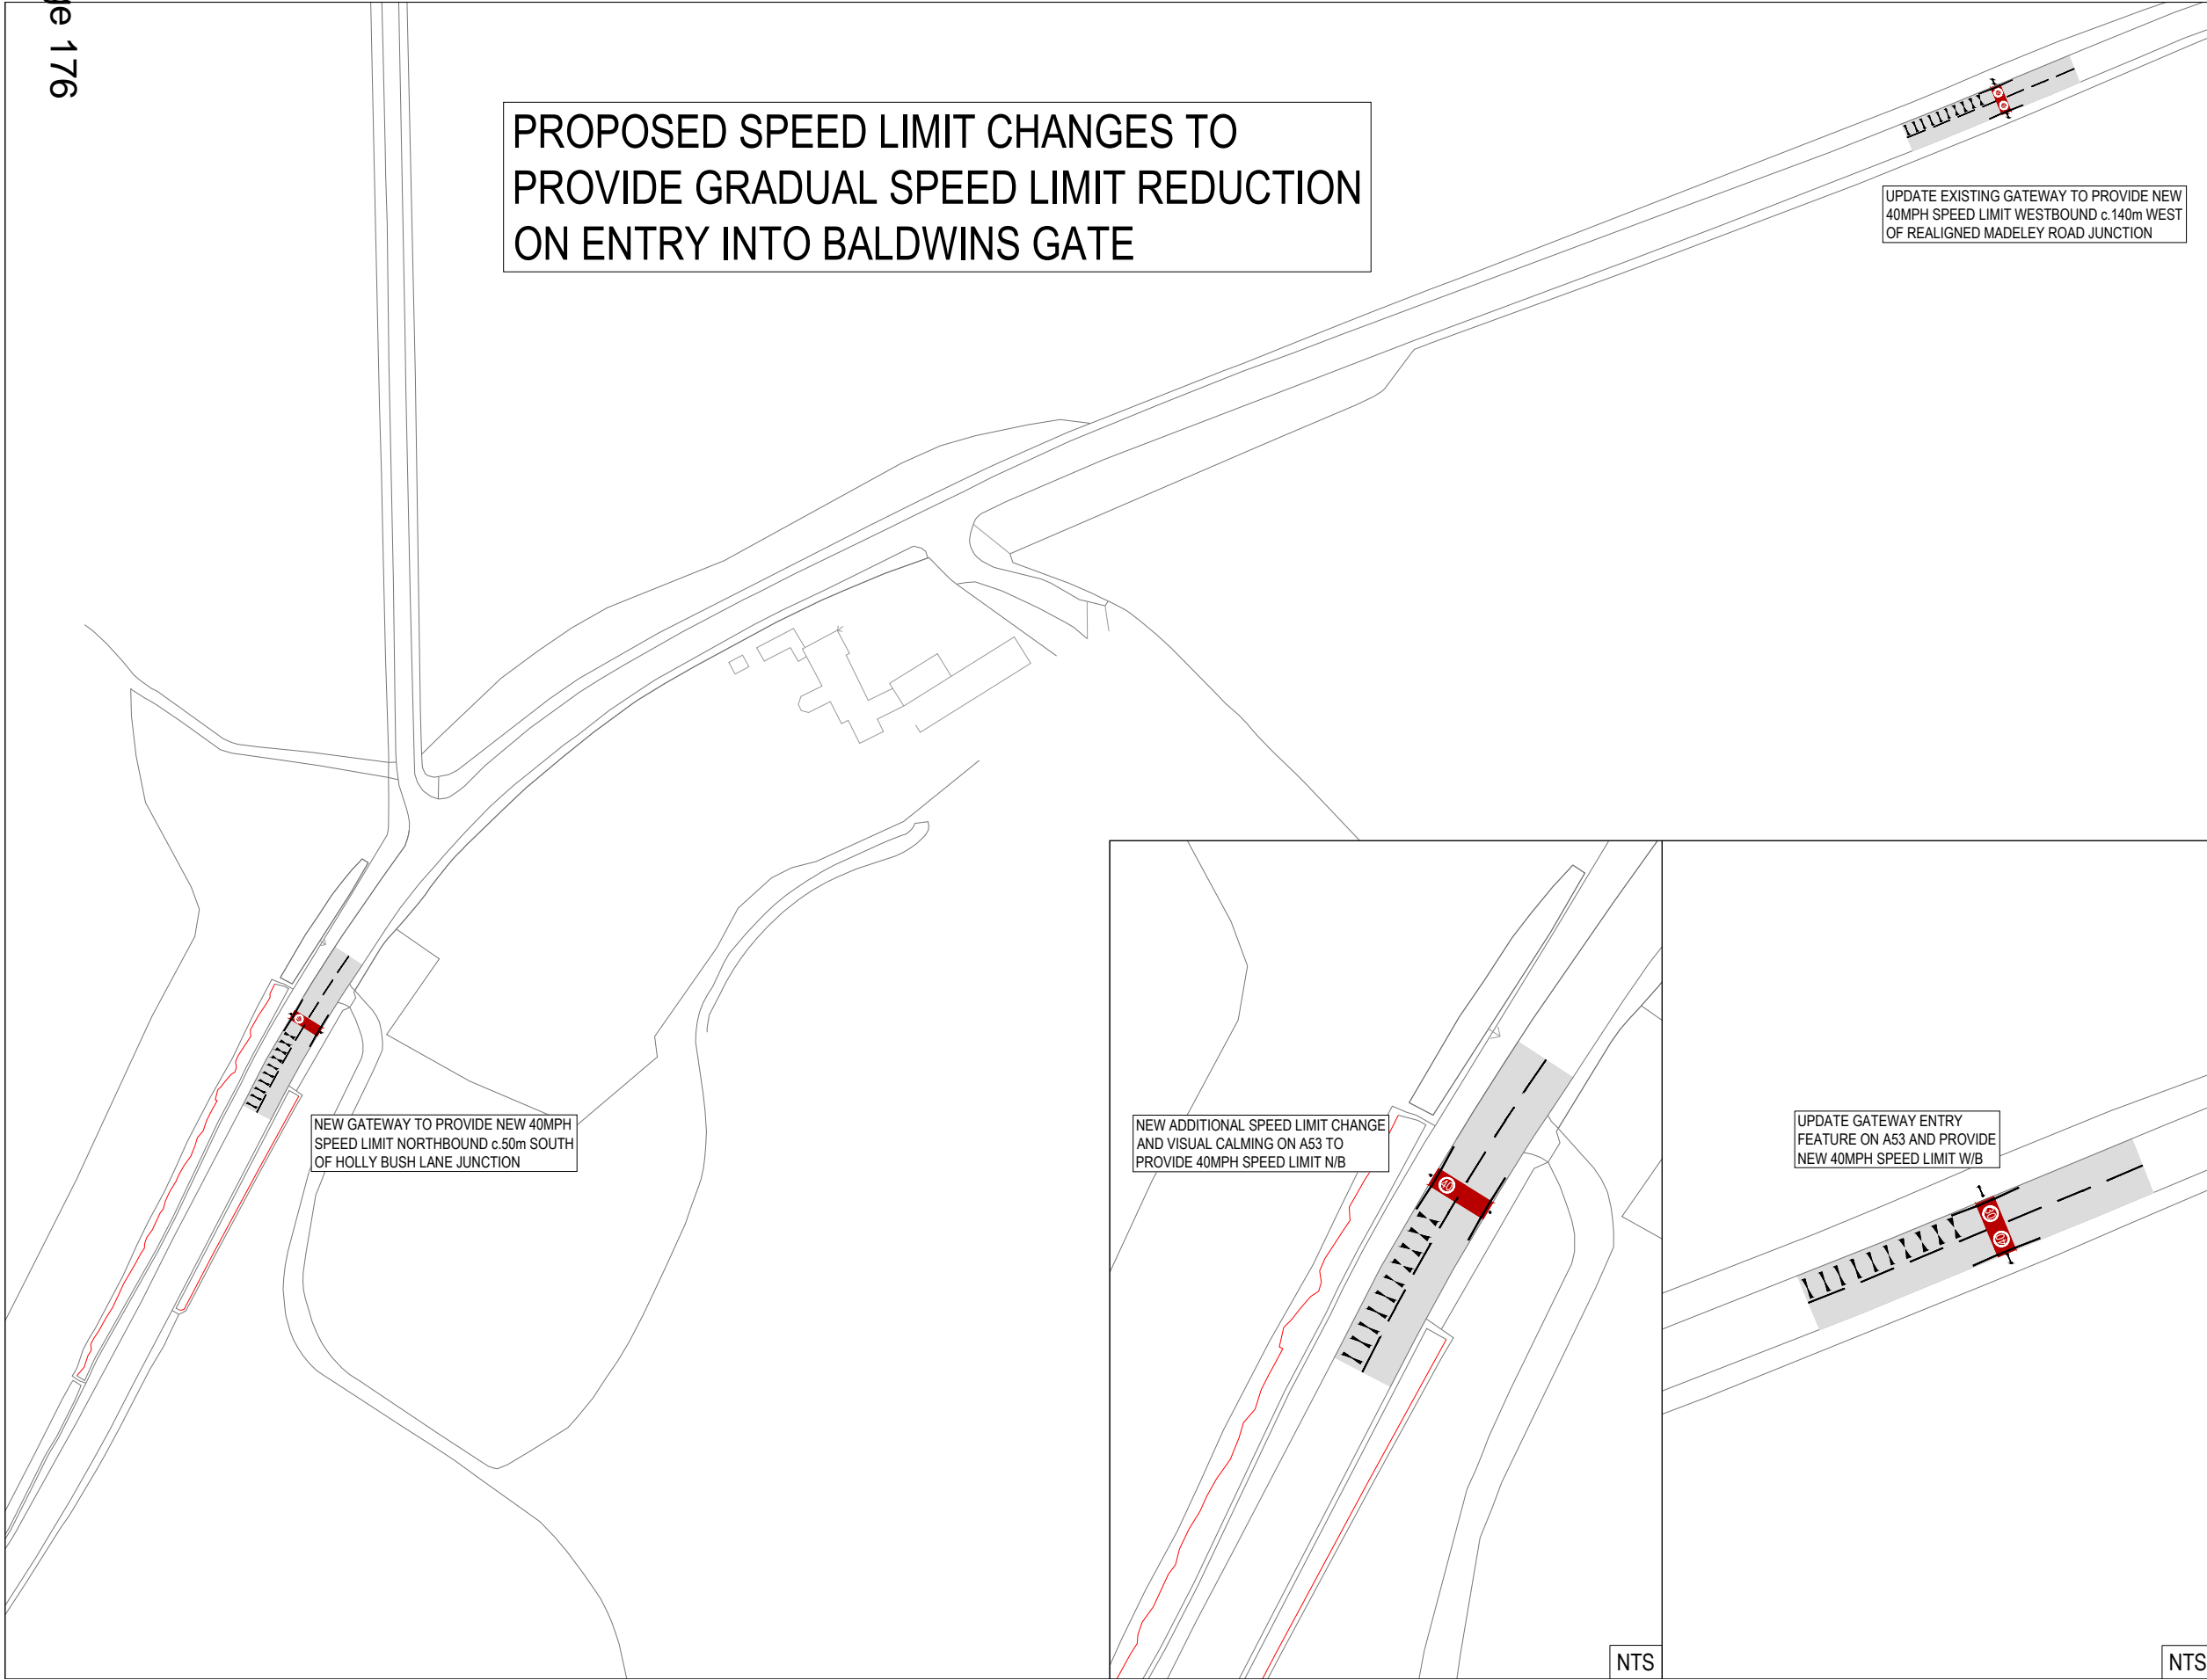 ge 176
PROPOSED SPEED LIMIT CHANGES TO
PROVIDE GRADUAL SPEED LIMIT REDUCTION
ON ENTRY INTO BALDWINS GATE
UPDATE EXISTING GATEWAY TO PROVIDE NEW
40MPH SPEED LIMIT WESTBOUND c.140m WEST
OF REALIGNED MADELEY ROAD JUNCTION
NEW GATEWAY TO PROVIDE NEW 40MPH
SPEED LIMIT NORTHBOUND c.50m SOUTH
OF HOLLY BUSH LANE JUNCTION
NEW ADDITIONAL SPEED LIMIT CHANGE
AND VISUAL CALMING ON A53 TO
PROVIDE 40MPH SPEED LIMIT N/B
40
NTS
UPDATE GATEWAY ENTRY
FEATURE ON A53 AND PROVIDE
NEW 40MPH SPEED LIMIT W/B
NTS